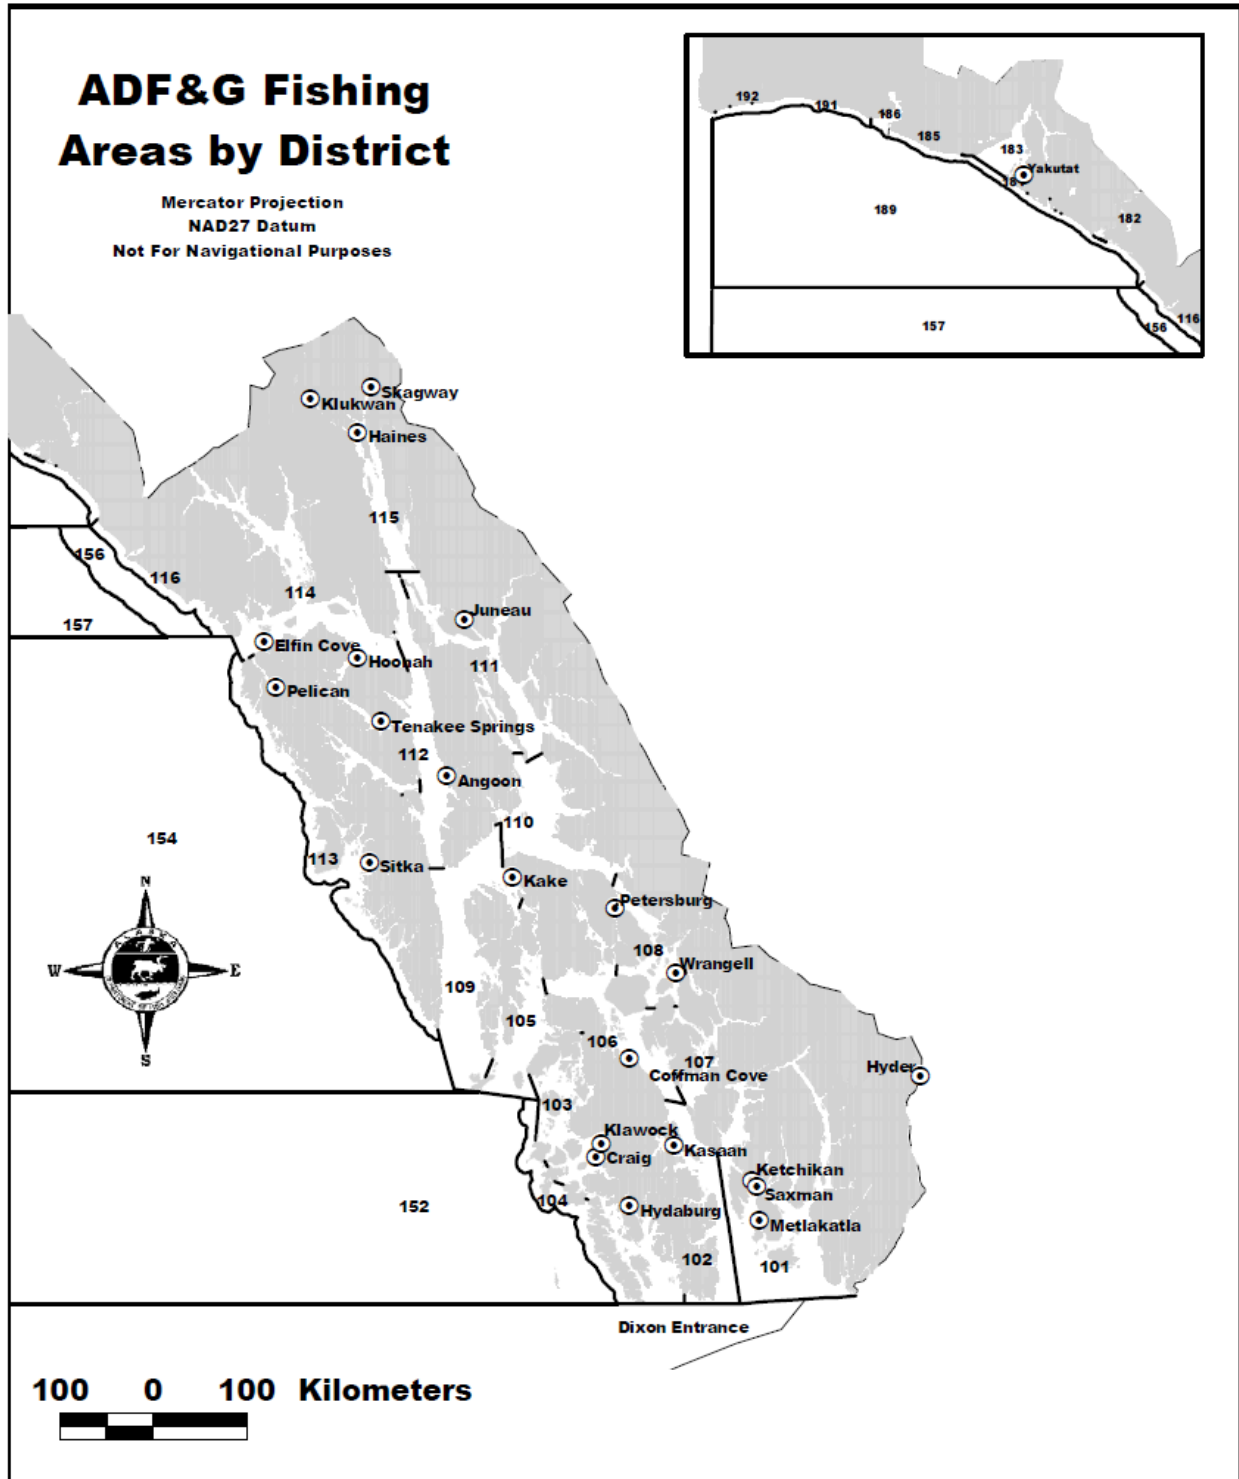 ADF&G Fishing
Areas by District
Mercator Projection
NAD27 Datum
Not For Navigational Purposes
192
191
186
185
183
Yakutat
182
189
157
156
116
Skagway
Klukwan
Haines
115
156
116
114
157
Juneau
Elfin Cove
Hoonah
111
Pelican
Tenakee Springs
112
Angoon
110
154
113
Sitka
Kake
N
Petersburg
ALASKA
108
W
E
Wrangell
109
105
106
S
107
Hyder
Coffman Cove
103
Klawock
Kasaan
Craig
Ketchikan
Saxman
104
152
Hydaburg
Metlakatla
102
101
Dixon Entrance
100 0 100 Kilometers